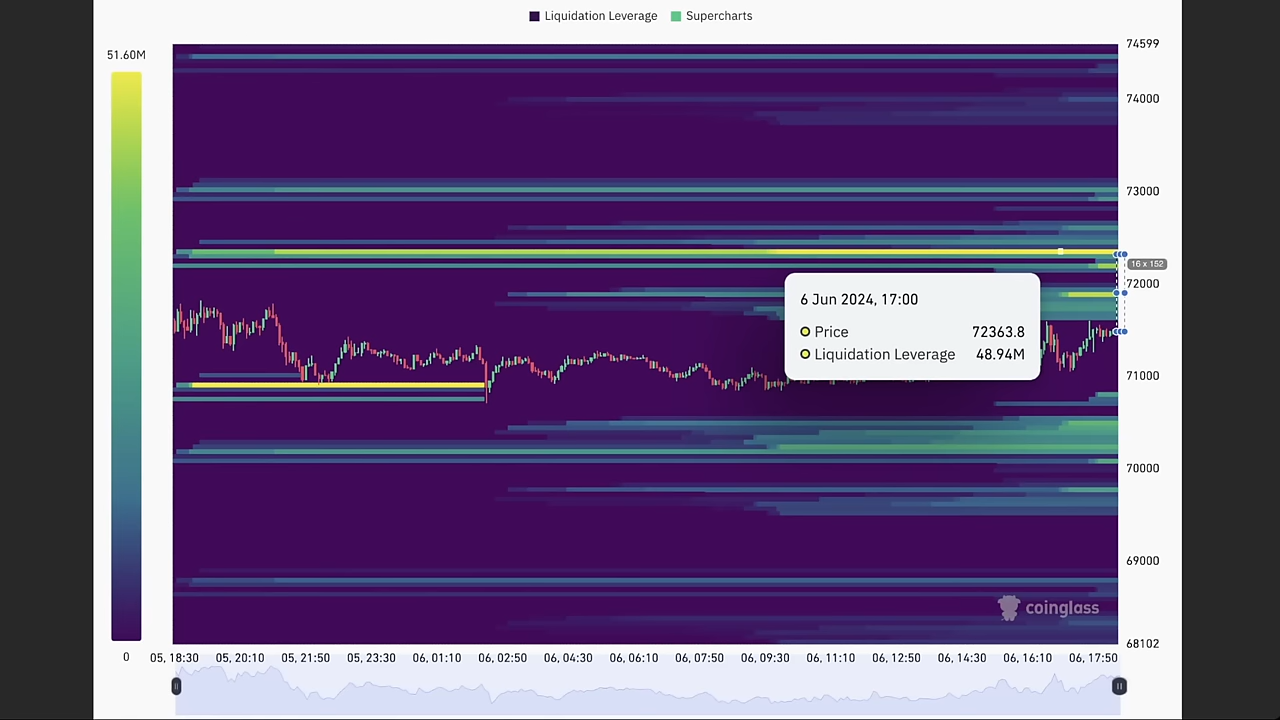 Liquidation Leverage Supercharts
51.60M
74599
74000
73000
16 x 152
72000
6 Jun 2024, 17:00
Price 72363.8
Liquidation Leverage 48.94M
71000
70000
69000
coinglass
68102
0
05, 18:30 05, 20:10 05, 21:50 05, 23:30 06, 01:10 06, 02:50 06, 04:30 06, 06:10 06, 07:50 06, 09:30 06, 11:10 06, 12:50 06, 14:30 06, 16:10 06, 17:50